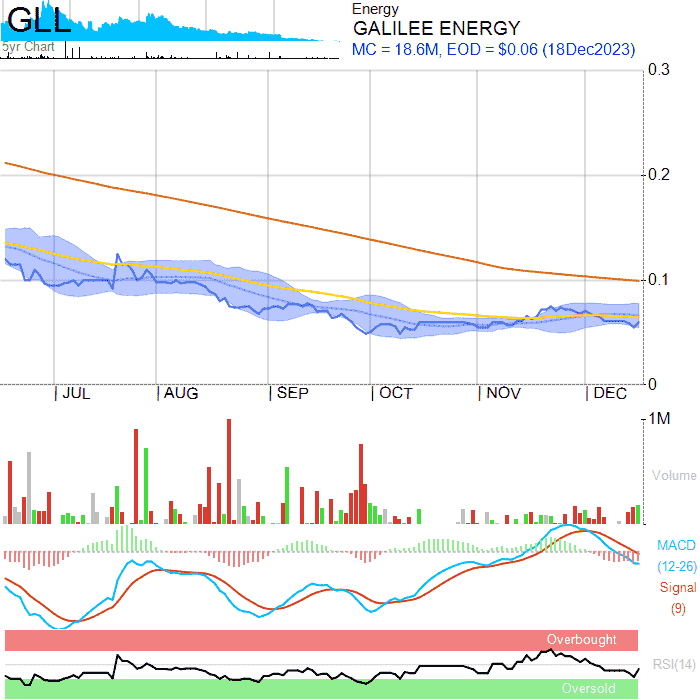 GLL
5yr Chart
Energy
GALILEE ENERGY
MC = 18.6M, EOD = $0.06 (18Dec2023)
0.3
0.2
0.1
0
JUL AUG SEP OCT NOV DEC
1M
Volume
MACD
(12-26)
Signal
(9)
Overbought
RSI(14)
Oversold